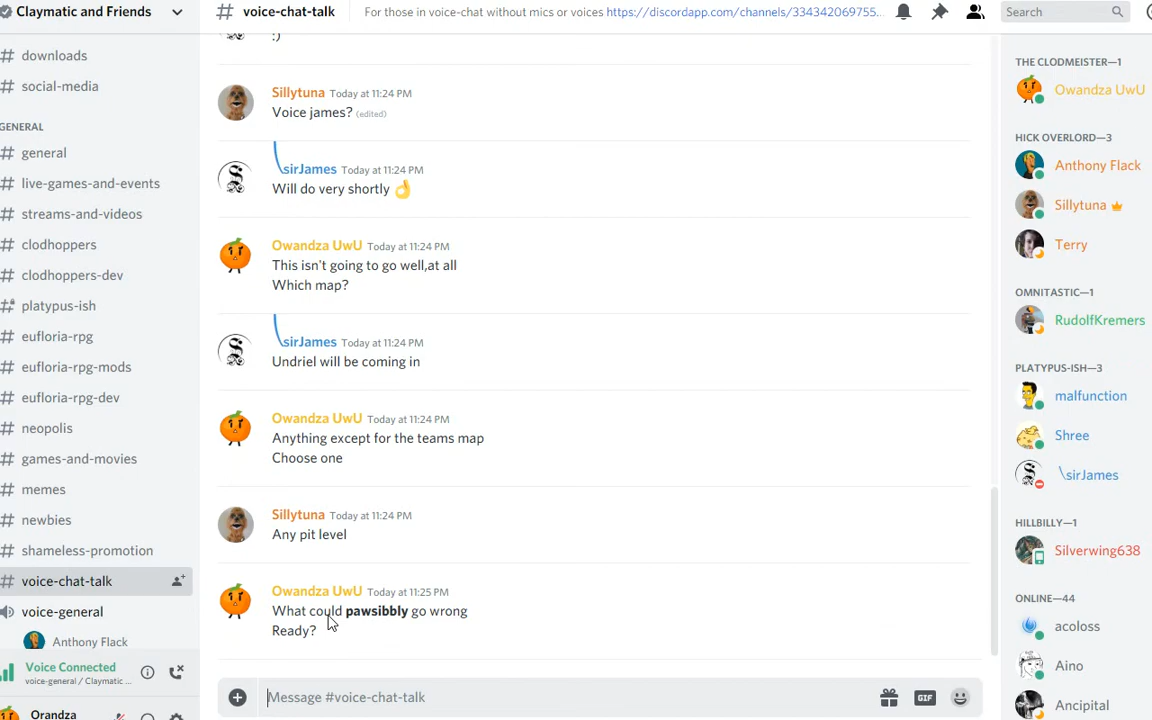 Claymatic and Friends
# downloads
# social-media
GENERAL
# general
# live-games-and-events
# streams-and-videos
# clodhoppers
# clodhoppers-dev
# platypus-ish
# eufloria-rpg
# eufloria-rpg-mods
# eufloria-rpg-dev
# neopolis
# games-and-movies
# memes
# newbies
# shameless-promotion
# voice-chat-talk
voice-general
Anthony Flack
Voice Connected
voice-general / Claymatic ...
Orandza
# voice-chat-talk
For those in voice-chat without mics or voices https://discordapp.com/channels/334342069755...
Search
:)
Sillytuna Today at 11:24 PM
Voice james? (edited)
\sirJames Today at 11:24 PM
Will do very shortly 👌
Owandza UwU Today at 11:24 PM
This isn't going to go well,at all
Which map?
\sirJames Today at 11:24 PM
Undriel will be coming in
Owandza UwU Today at 11:24 PM
Anything except for the teams map
Choose one
Sillytuna Today at 11:24 PM
Any pit level
Owandza UwU Today at 11:25 PM
What could pawsibbly go wrong
Ready?
Message #voice-chat-talk
GIF
THE CLODMEISTER—1
Owandza UwU
HICK OVERLORD—3
Anthony Flack
Sillytuna
Terry
OMNITASTIC—1
RudolfKremers
PLATYPUS-ISH—3
malfunction
Shree
\sirJames
HILLBILLY—1
Silverwing638
ONLINE—44
acoloss
Aino
Ancipital